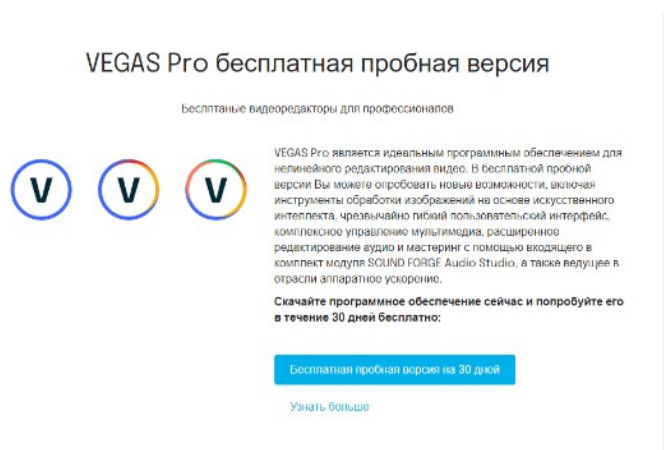 VEGAS Pro бесплатная пробная версия
Бесплтаные видеоредакторы для профессионалов
V V V
VEGAS Pro является идеальным программным обеспечением для
нелинейного редактирования видео. В бесплатной пробной
версии Вы можете опробовать новые возможности, включая
инструменты обработки изображений на основе искусственного
интеллекта, чрезвычайно гибкий пользовательский интерфейс,
комплексное управление мультимедиа, расширенное
редактирование аудио и мастеринг с помощью входящего в
комплект модуля SOUND FORGE Audio Studio, а также ведущее в
отрасли аппаратное ускорение.
Скачайте программное обеспечение сейчас и попробуйте его
в течение 30 дней бесплатно:
Бесплатная пробная версия на 30 дней
Узнать больше